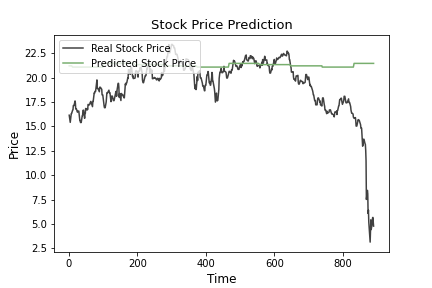 Stock Price Prediction
Real Stock Price
Predicted Stock Price
22.5
20.0
17.5
15.0
12.5
10.0
7.5
5.0
2.5
Price
0 200 400 600 800
Time